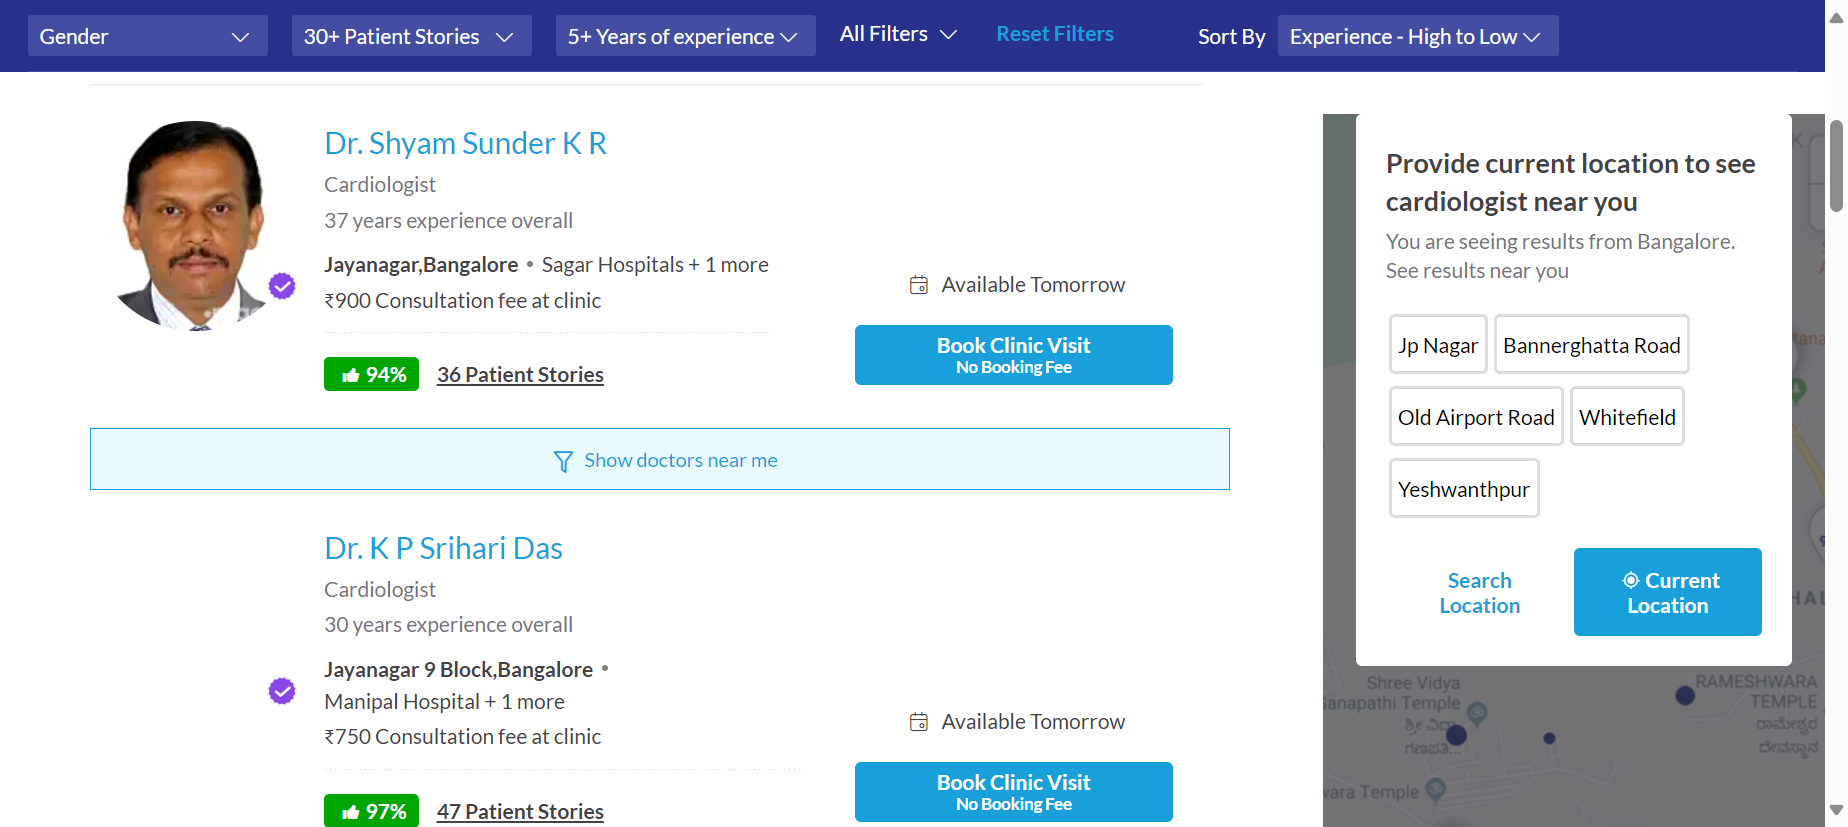 Gender
30+ Patient Stories
5+ Years of experience
All Filters
Reset Filters
Sort By
Experience - High to Low
Dr. Shyam Sunder K R
Cardiologist
37 years experience overall
Jayanagar,Bangalore • Sagar Hospitals + 1 more
₹900 Consultation fee at clinic
94%
36 Patient Stories
Available Tomorrow
Book Clinic Visit
No Booking Fee
Show doctors near me
Dr. K P Srihari Das
Cardiologist
30 years experience overall
Jayanagar 9 Block,Bangalore •
Manipal Hospital + 1 more
₹750 Consultation fee at clinic
97%
47 Patient Stories
Available Tomorrow
Book Clinic Visit
No Booking Fee
Provide current location to see
cardiologist near you
You are seeing results from Bangalore.
See results near you
Jp Nagar
Bannerghatta Road
Old Airport Road
Whitefield
Yeshwanthpur
Search
Location
Current
Location
Shree Vidya
Ganapathi Temple
ಶ್ರೀ ವಿದ್ಯಾ
ಗಣಪತಿ...
RAMESHWARA
TEMPLE
ರಾಮೇಶ್ವರ
ದೇವಸ್ಥಾನ
wara Temple